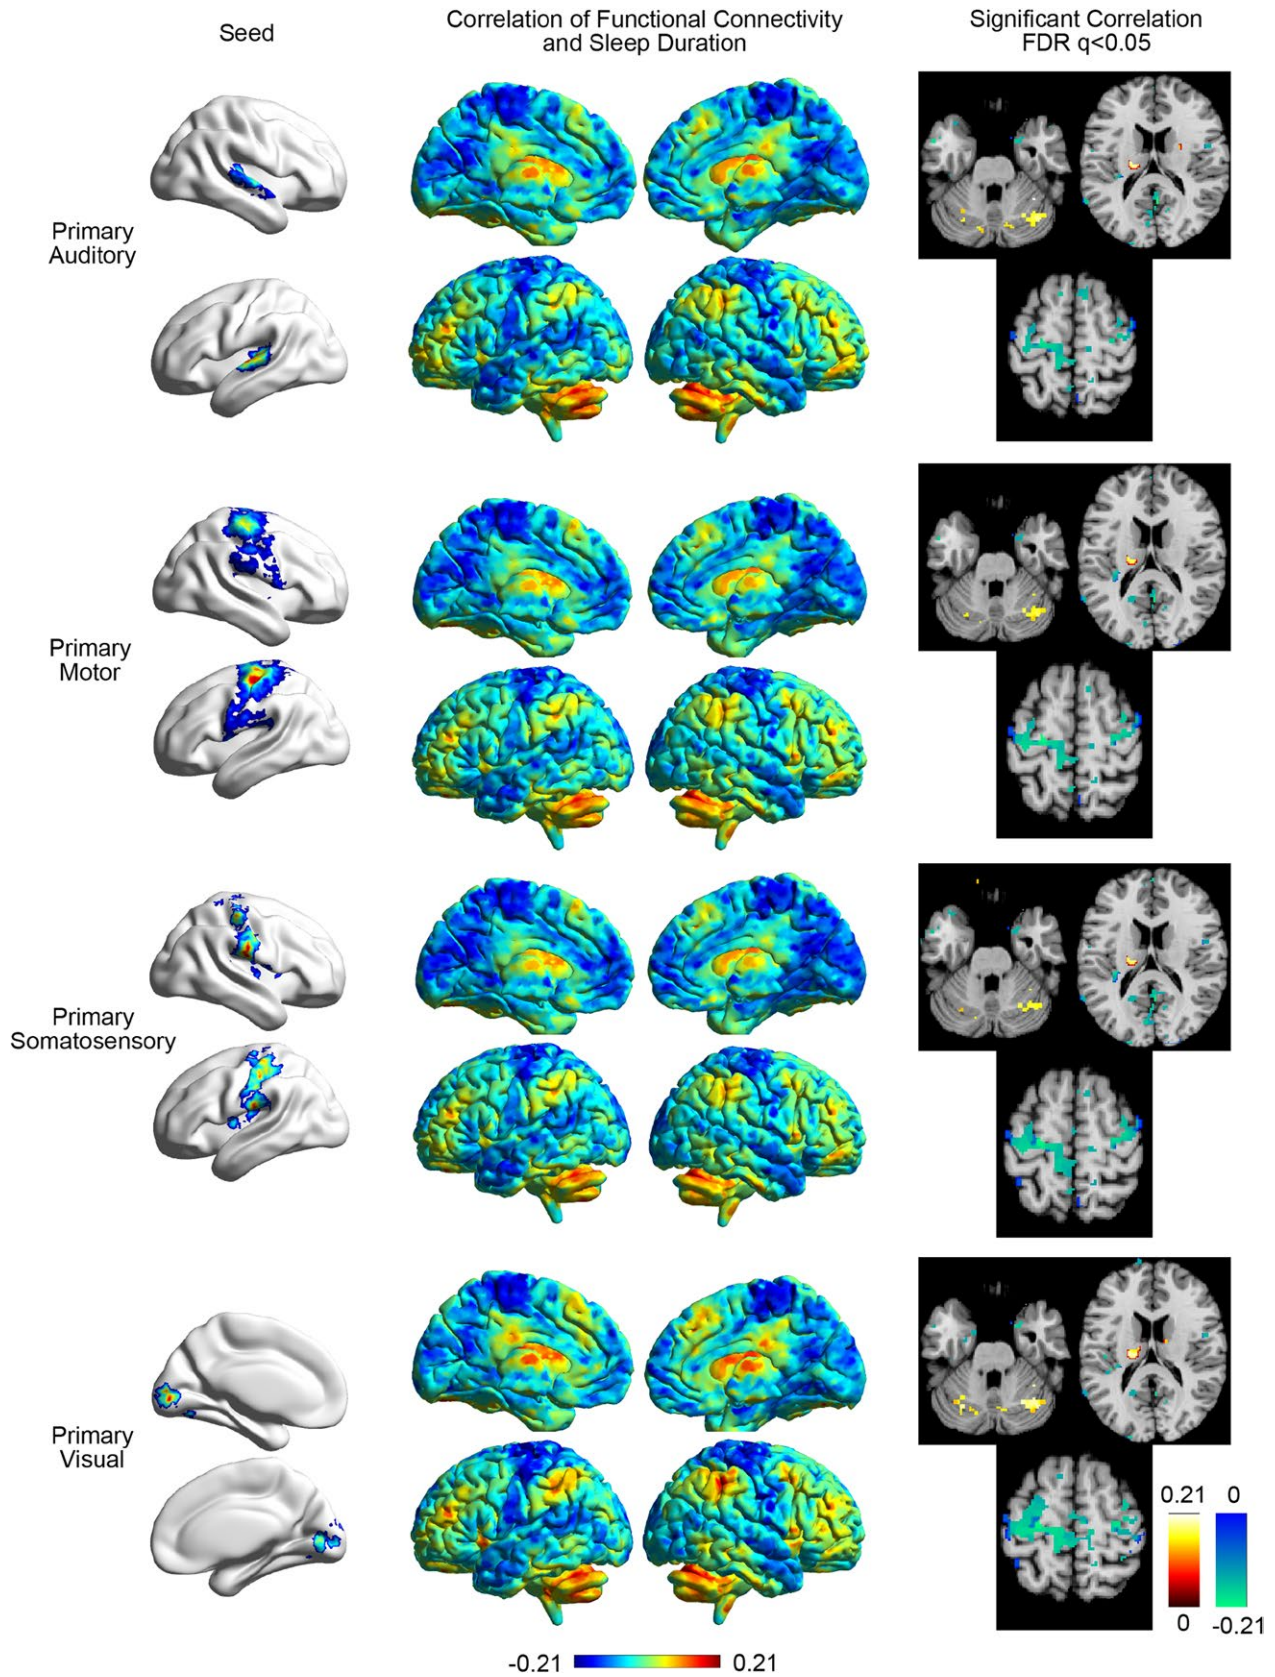 Seed
Correlation of Functional Connectivity
and Sleep Duration
Significant Correlation
FDR q<0.05
Primary
Auditory
Primary
Motor
Primary
Somatosensory
Primary
Visual
0.21 0
0 -0.21
-0.21 0.21